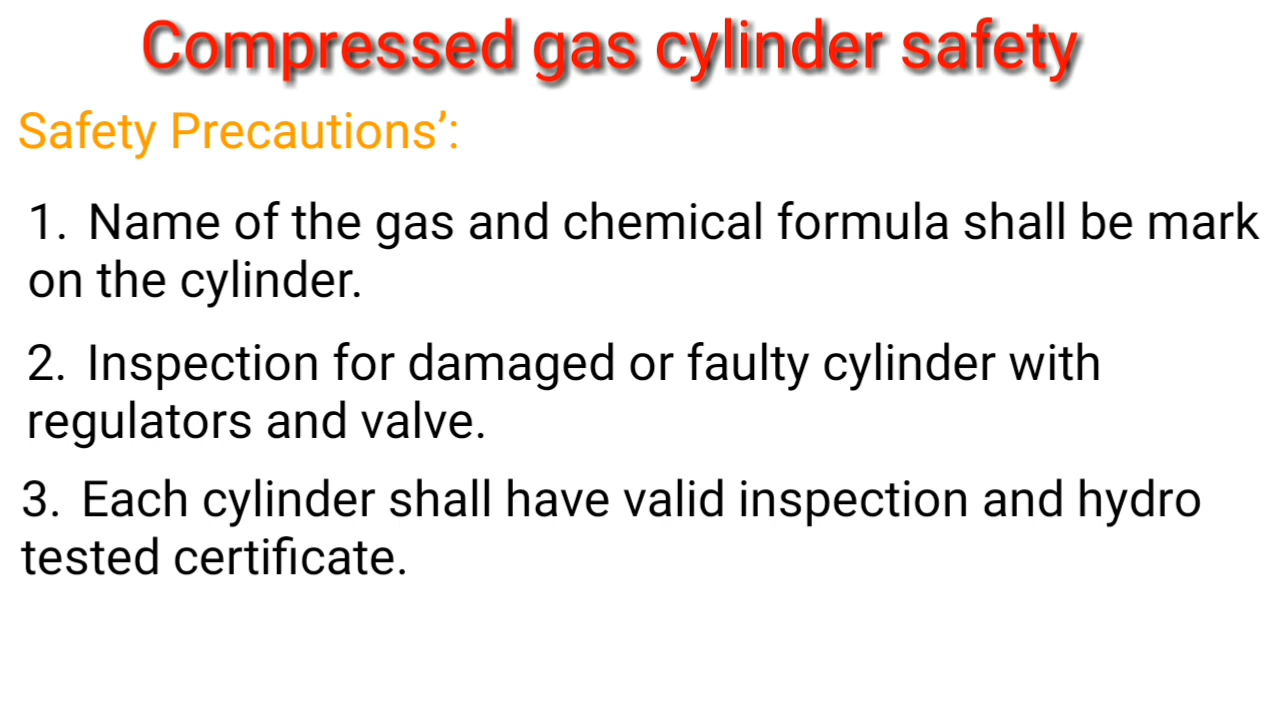 Compressed gas cylinder safety
Safety Precautions’:
1. Name of the gas and chemical formula shall be mark
on the cylinder.
2. Inspection for damaged or faulty cylinder with
regulators and valve.
3. Each cylinder shall have valid inspection and hydro
tested certificate.